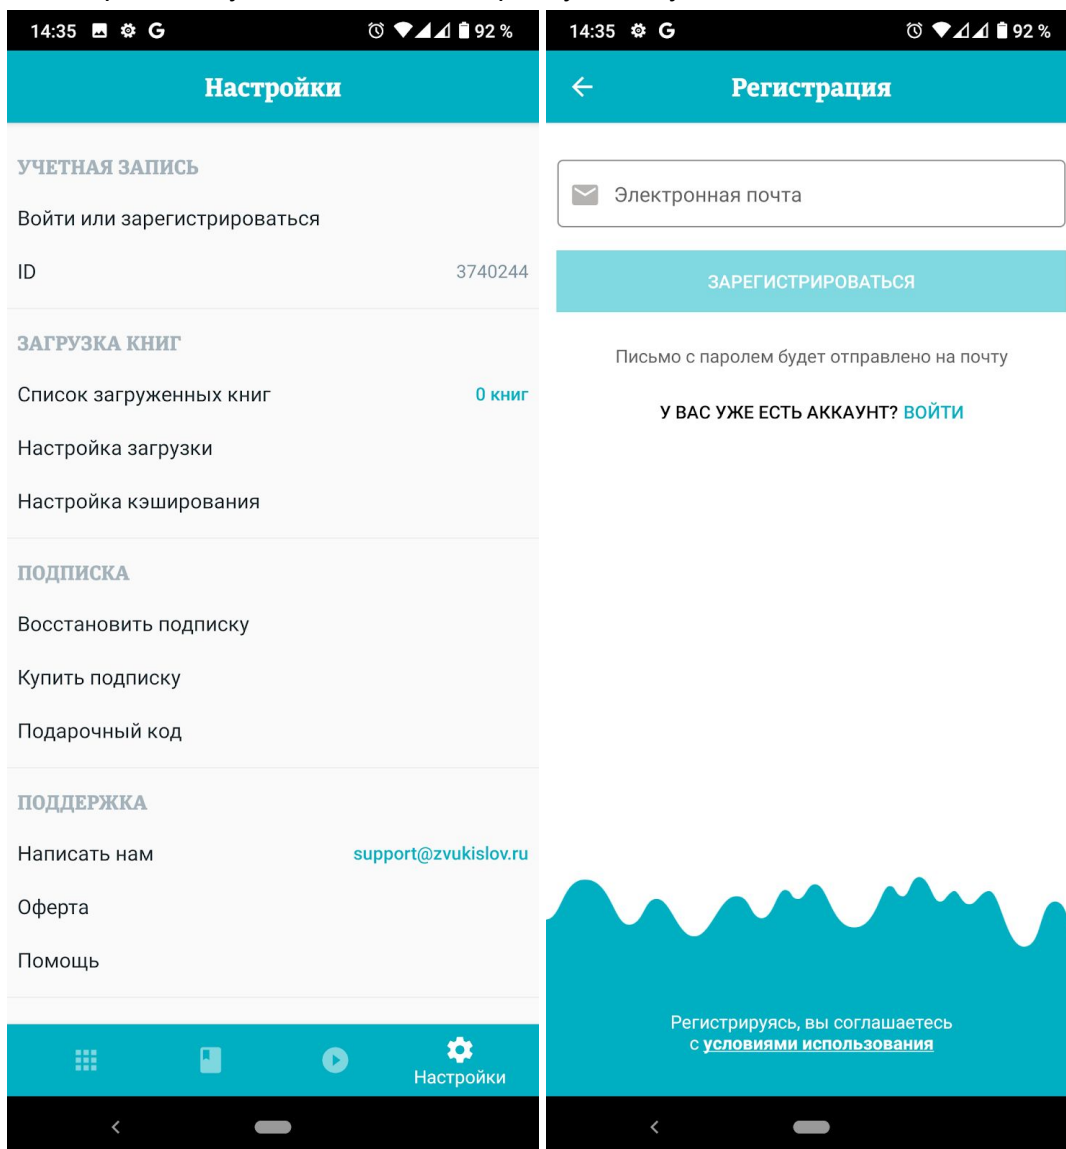 14:35 G 92 %
Настройки
УЧЕТНАЯ ЗАПИСЬ
Войти или зарегистрироваться
ID 3740244
ЗАГРУЗКА КНИГ
Список загруженных книг 0 книг
Настройка загрузки
Настройка кэширования
ПОДПИСКА
Восстановить подписку
Купить подписку
Подарочный код
ПОДДЕРЖКА
Написать нам support@zvukislov.ru
Оферта
Помощь
Настройки
14:35 G 92 %
Регистрация
Электронная почта
ЗАРЕГИСТРИРОВАТЬСЯ
Письмо с паролем будет отправлено на почту
У ВАС УЖЕ ЕСТЬ АККАУНТ? ВОЙТИ
Регистрируясь, вы соглашаетесь
с условиями использования